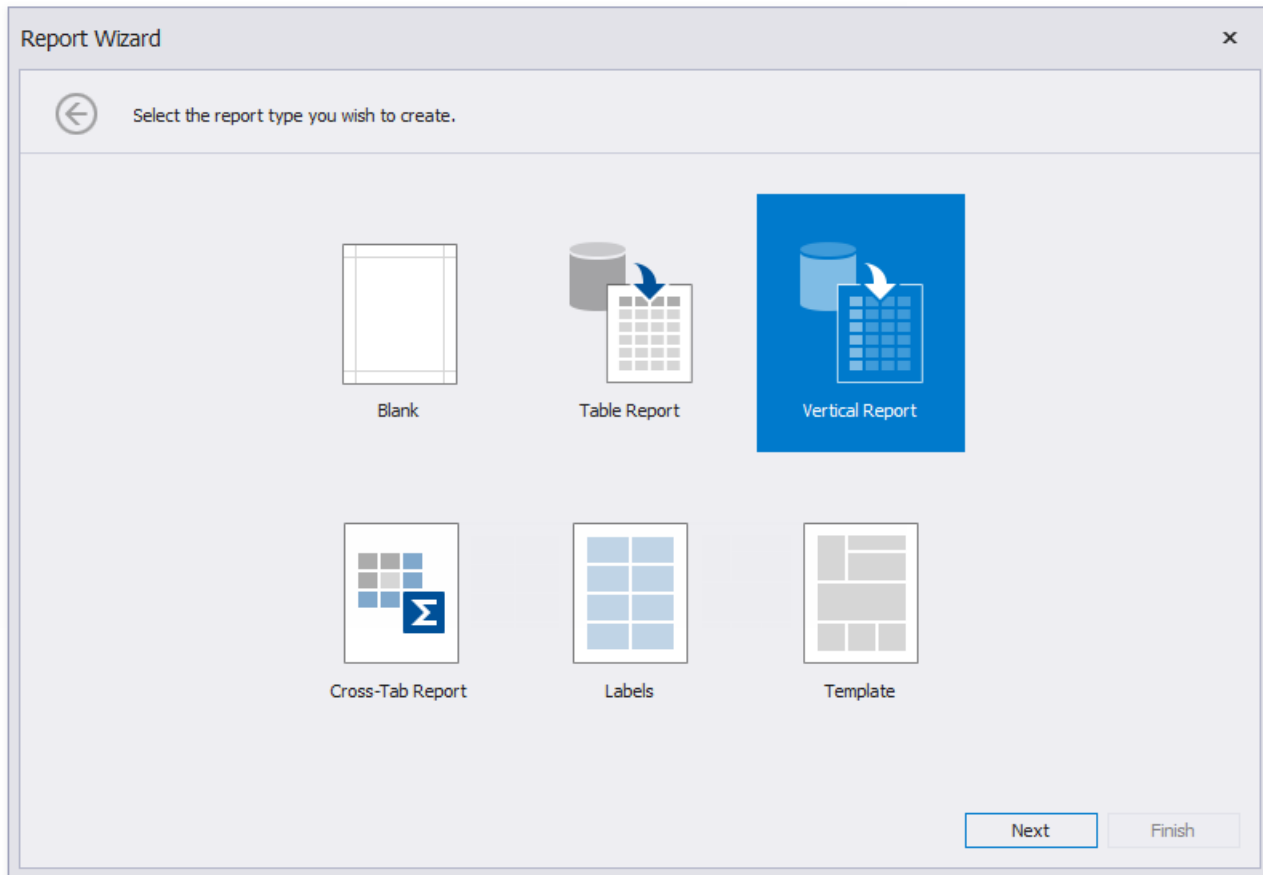 Report Wizard
Select the report type you wish to create.
Blank
Table Report
Vertical Report
Cross-Tab Report
Labels
Template
Next
Finish